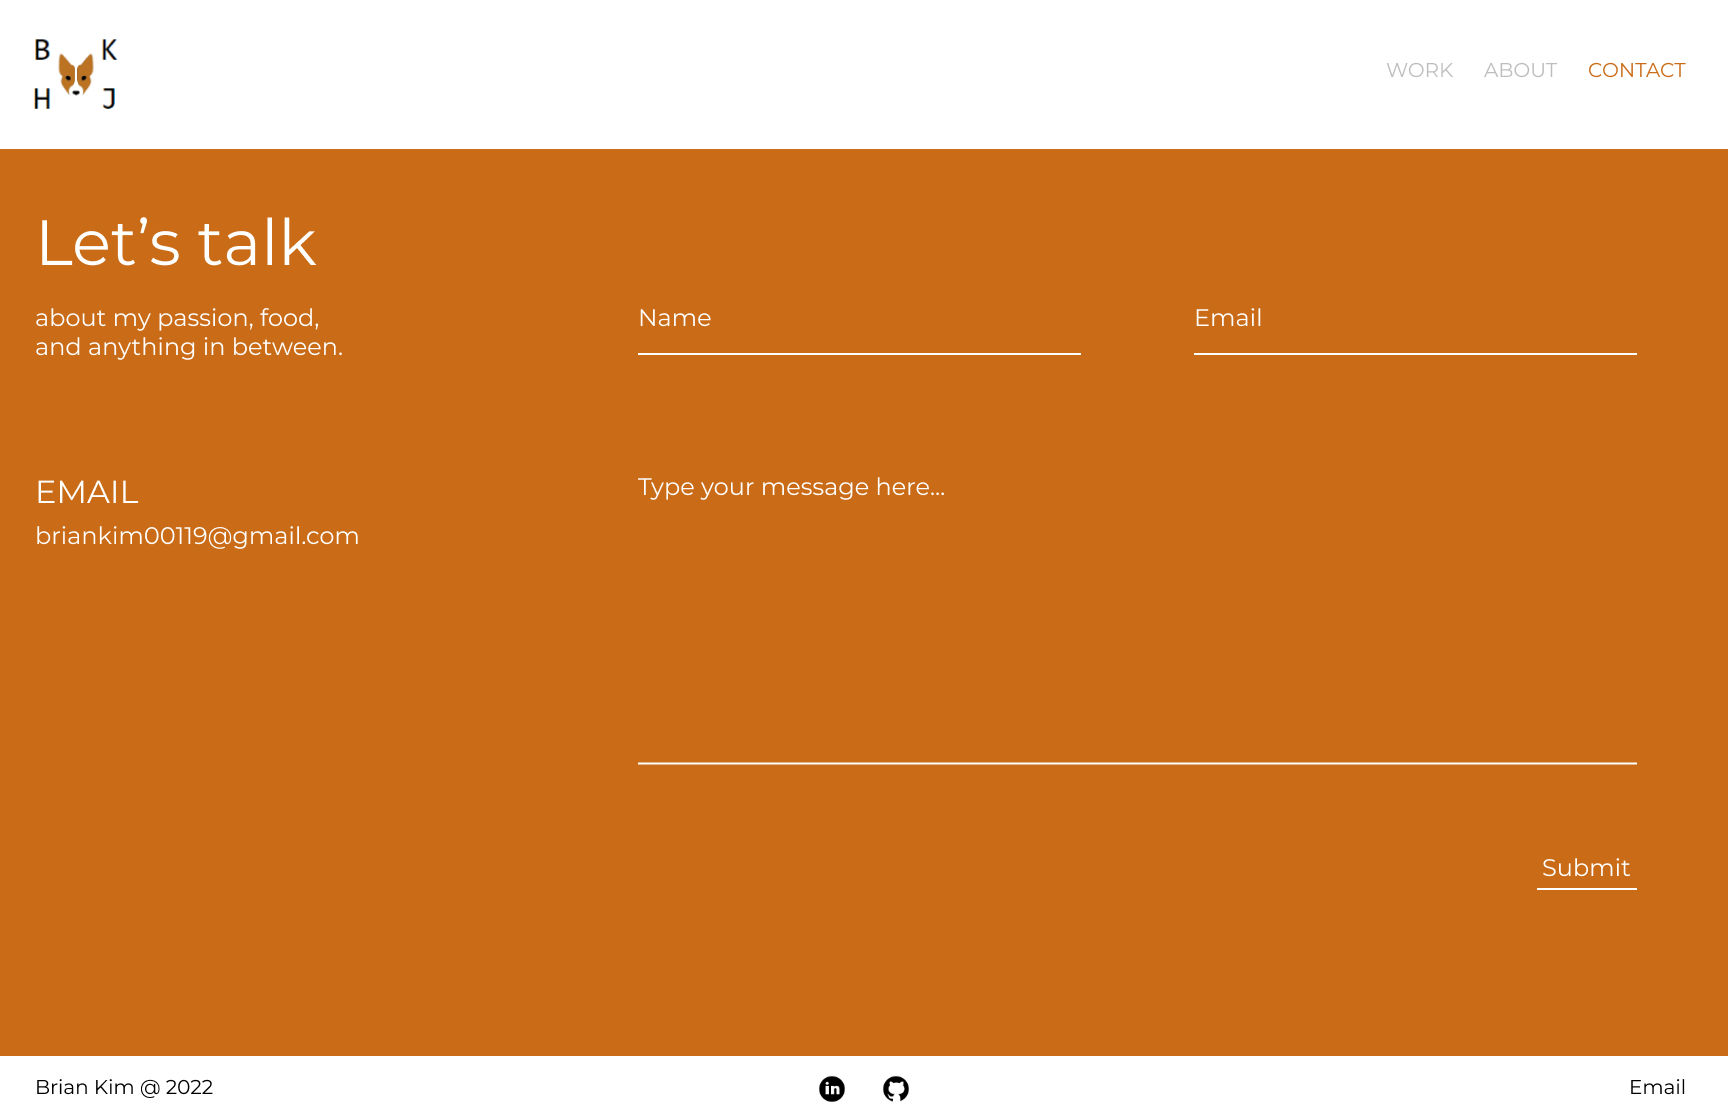 B K
H J
WORK ABOUT CONTACT
Let’s talk
about my passion, food,
and anything in between.
Name
Email
EMAIL
briankim00119@gmail.com
Type your message here...
Submit
Brian Kim @ 2022
in
Email